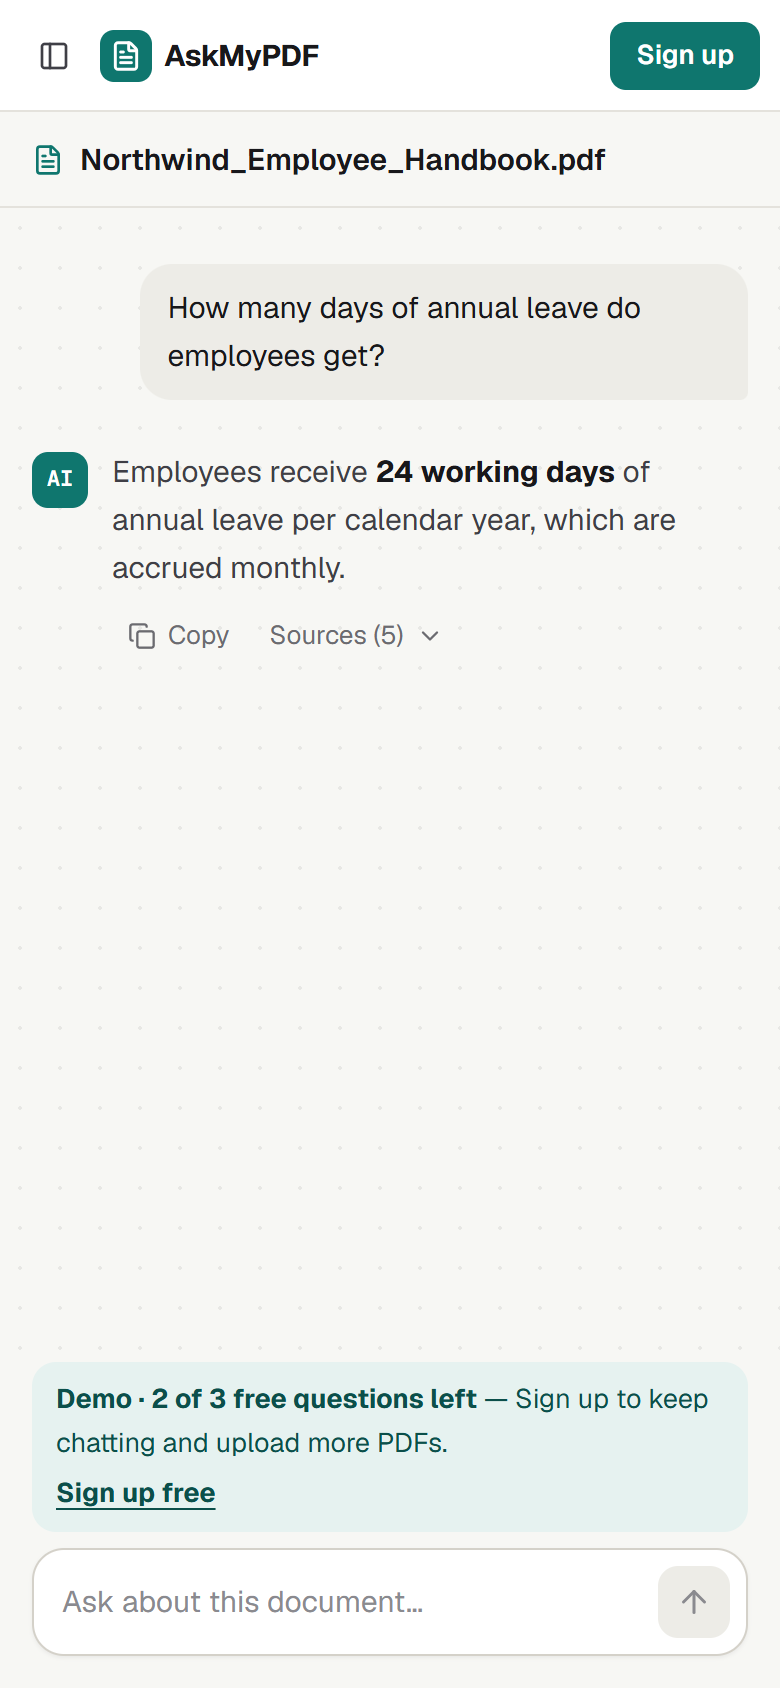 AskMyPDF
Sign up
Northwind_Employee_Handbook.pdf
How many days of annual leave do
employees get?
AI
Employees receive 24 working days of
annual leave per calendar year, which are
accrued monthly.
Copy
Sources (5)
Demo · 2 of 3 free questions left — Sign up to keep
chatting and upload more PDFs.
Sign up free
Ask about this document...